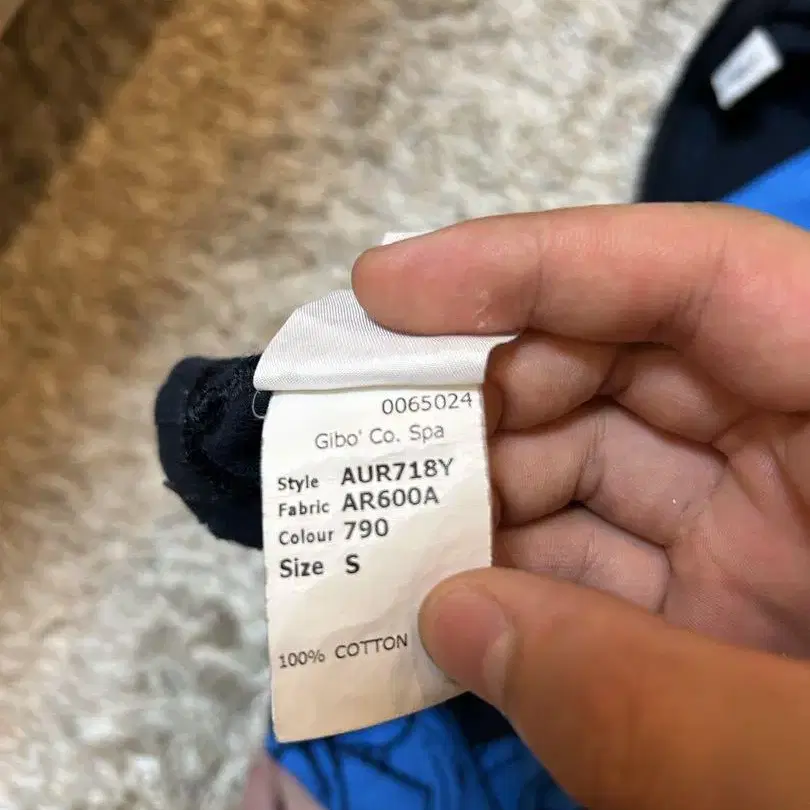 0065024
Gibo' Co. Spa
Style AUR718Y
Fabric AR600A
Colour 790
Size S
100% COTTON